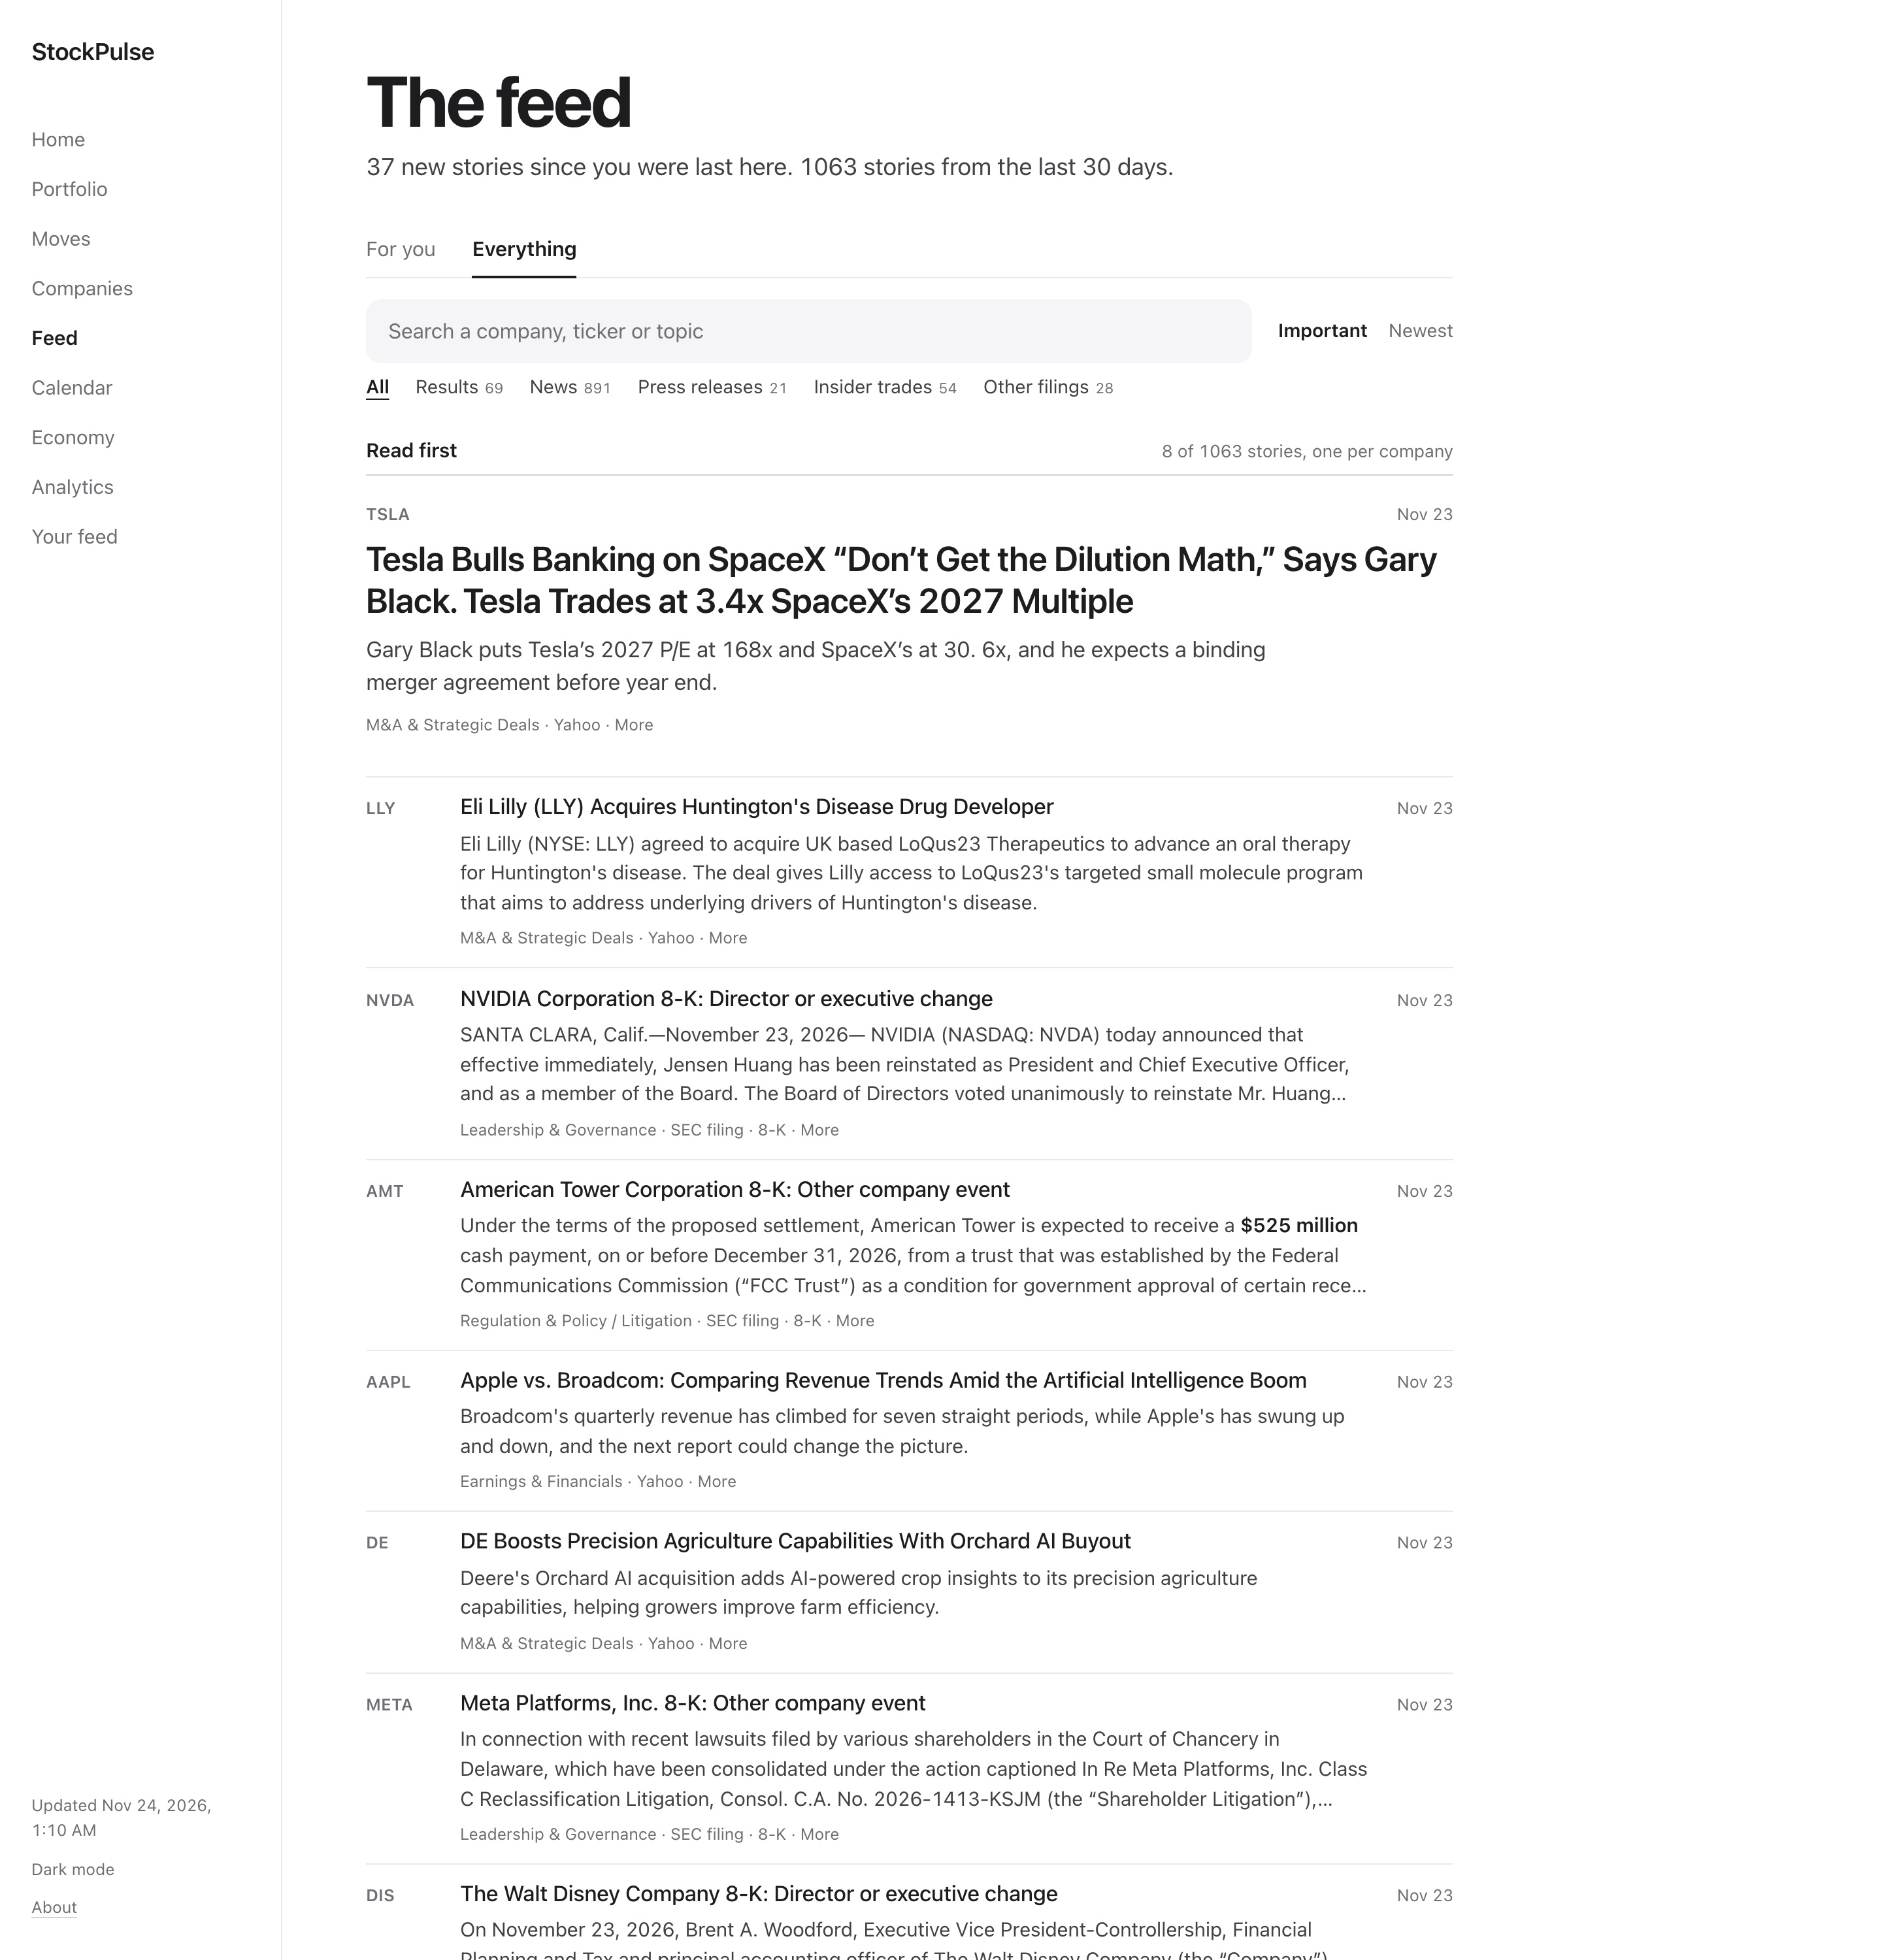 StockPulse
Home
Portfolio
Moves
Companies
Feed
Calendar
Economy
Analytics
Your feed
Updated Nov 24, 2026,
1:10 AM
Dark mode
About
The feed
37 new stories since you were last here. 1063 stories from the last 30 days.
For you Everything
Search a company, ticker or topic
Important Newest
All Results 69 News 891 Press releases 21 Insider trades 54 Other filings 28
Read first 8 of 1063 stories, one per company
TSLA Nov 23
Tesla Bulls Banking on SpaceX “Don’t Get the Dilution Math,” Says Gary
Black. Tesla Trades at 3.4x SpaceX’s 2027 Multiple
Gary Black puts Tesla’s 2027 P/E at 168x and SpaceX’s at 30. 6x, and he expects a binding
merger agreement before year end.
M&A & Strategic Deals · Yahoo · More
LLY Eli Lilly (LLY) Acquires Huntington's Disease Drug Developer Nov 23
Eli Lilly (NYSE: LLY) agreed to acquire UK based LoQus23 Therapeutics to advance an oral therapy
for Huntington's disease. The deal gives Lilly access to LoQus23's targeted small molecule program
that aims to address underlying drivers of Huntington's disease.
M&A & Strategic Deals · Yahoo · More
NVDA NVIDIA Corporation 8-K: Director or executive change Nov 23
SANTA CLARA, Calif.—November 23, 2026— NVIDIA (NASDAQ: NVDA) today announced that
effective immediately, Jensen Huang has been reinstated as President and Chief Executive Officer,
and as a member of the Board. The Board of Directors voted unanimously to reinstate Mr. Huang…
Leadership & Governance · SEC filing · 8-K · More
AMT American Tower Corporation 8-K: Other company event Nov 23
Under the terms of the proposed settlement, American Tower is expected to receive a $525 million
cash payment, on or before December 31, 2026, from a trust that was established by the Federal
Communications Commission (“FCC Trust”) as a condition for government approval of certain rece…
Regulation & Policy / Litigation · SEC filing · 8-K · More
AAPL Apple vs. Broadcom: Comparing Revenue Trends Amid the Artificial Intelligence Boom Nov 23
Broadcom's quarterly revenue has climbed for seven straight periods, while Apple's has swung up
and down, and the next report could change the picture.
Earnings & Financials · Yahoo · More
DE DE Boosts Precision Agriculture Capabilities With Orchard AI Buyout Nov 23
Deere's Orchard AI acquisition adds AI-powered crop insights to its precision agriculture
capabilities, helping growers improve farm efficiency.
M&A & Strategic Deals · Yahoo · More
META Meta Platforms, Inc. 8-K: Other company event Nov 23
In connection with recent lawsuits filed by various shareholders in the Court of Chancery in
Delaware, which have been consolidated under the action captioned In Re Meta Platforms, Inc. Class
C Reclassification Litigation, Consol. C.A. No. 2026-1413-KSJM (the “Shareholder Litigation”),…
Leadership & Governance · SEC filing · 8-K · More
DIS The Walt Disney Company 8-K: Director or executive change Nov 23
On November 23, 2026, Brent A. Woodford, Executive Vice President-Controllership, Financial
Planning and Tax and principal accounting officer of The Walt Disney Company (the “Company”)